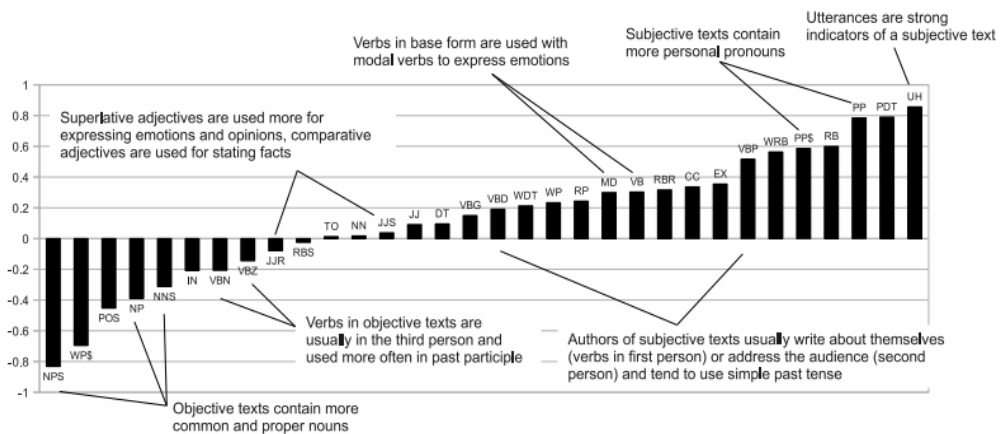 Utterances are strong
indicators of a subjective text
Subjective texts contain
more personal pronouns
Verbs in base form are used with
modal verbs to express emotions
Superlative adjectives are used more for
expressing emotions and opinions, comparative
adjectives are used for stating facts
1
0.8
0.6
0.4
0.2
0
-0.2
-0.4
-0.6
-0.8
-1
NPS
WP$
POS
NP
NNS
IN
VBN
VBZ
JJR
RBS
TO
NN
JJS
JJ
DT
VBG
VBD
WDT
WP
RP
MD
VB
RBR
CC
EX
VBP
WRB
PP$
RB
PP
PDT
UH
Verbs in objective texts are
usually in the third person and
used more often in past participle
Authors of subjective texts usually write about themselves
(verbs in first person) or address the audience (second
person) and tend to use simple past tense
Objective texts contain more
common and proper nouns